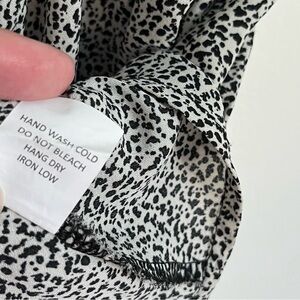 HAND WASH COLD
DO NOT BLEACH
HANG DRY
IRON LOW